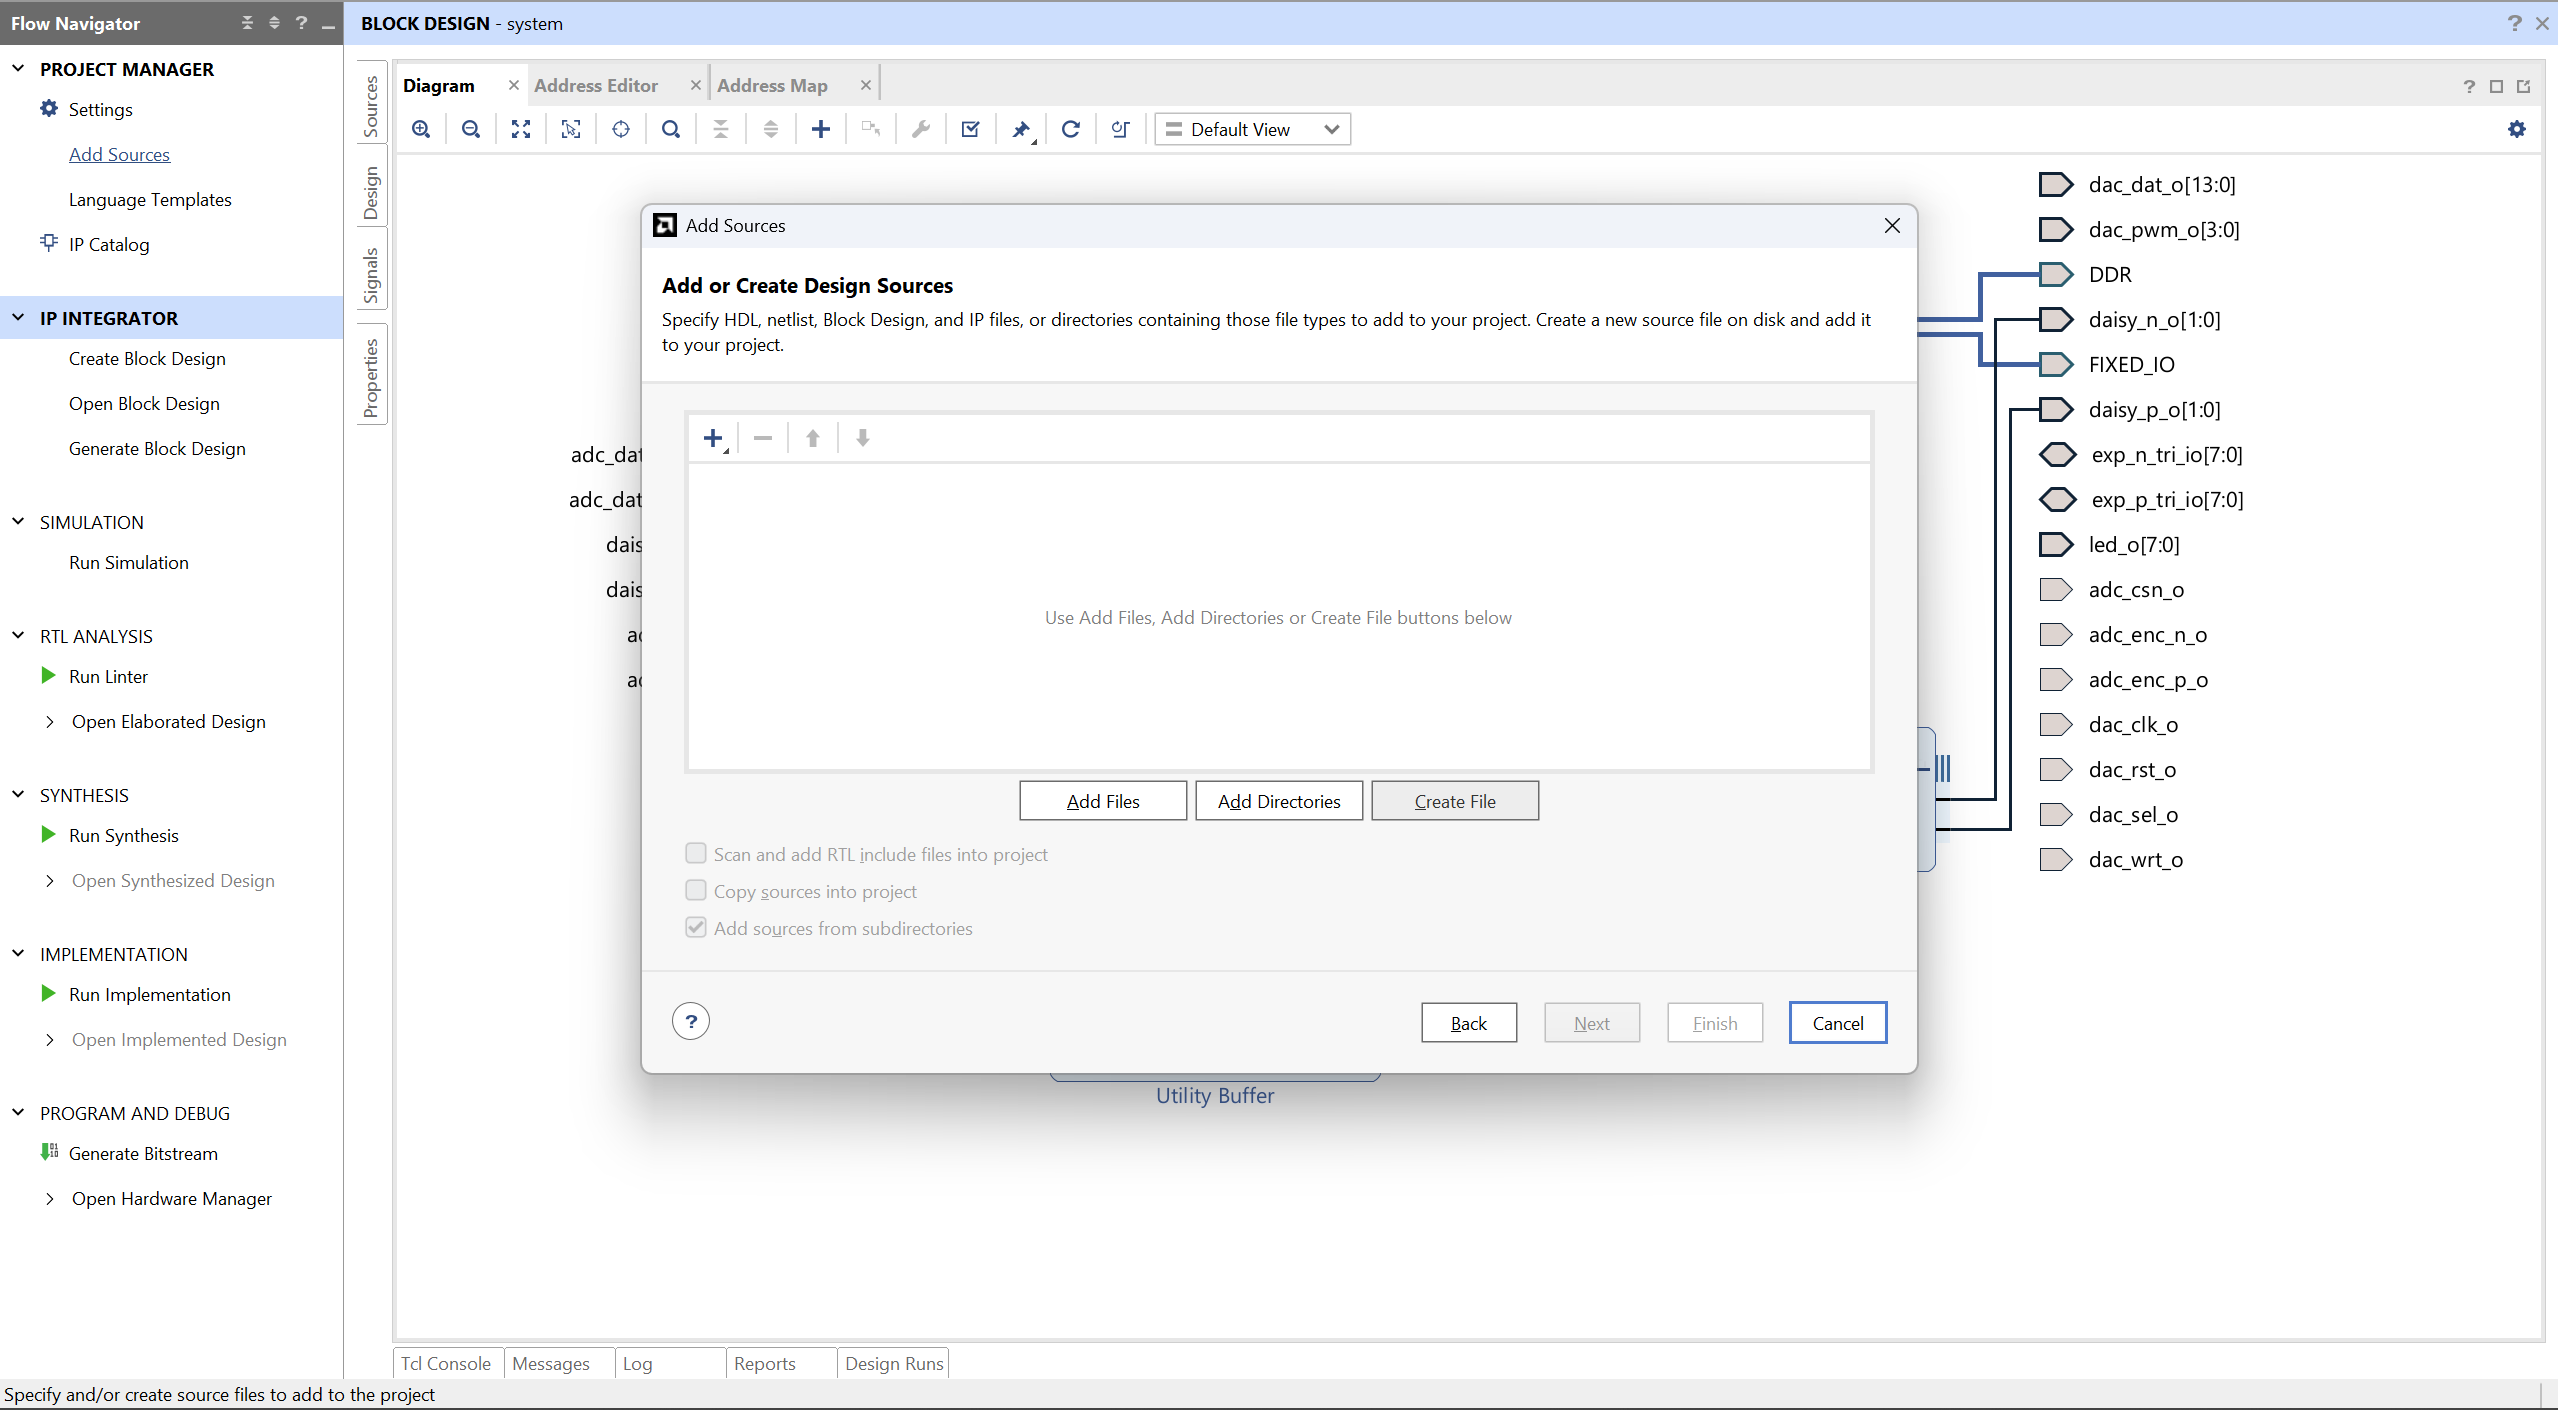 Flow Navigator
PROJECT MANAGER
Settings
Add Sources
Language Templates
IP Catalog
IP INTEGRATOR
Create Block Design
Open Block Design
Generate Block Design
SIMULATION
Run Simulation
RTL ANALYSIS
Run Linter
Open Elaborated Design
SYNTHESIS
Run Synthesis
Open Synthesized Design
IMPLEMENTATION
Run Implementation
Open Implemented Design
PROGRAM AND DEBUG
Generate Bitstream
Open Hardware Manager
BLOCK DESIGN - system
Sources
Design
Signals
Properties
Diagram
Address Editor
Address Map
Default View
adc_dat
adc_dat
dais
dais
ad
ad
Add Sources
Add or Create Design Sources
Specify HDL, netlist, Block Design, and IP files, or directories containing those file types to add to your project. Create a new source file on disk and add it
to your project.
Use Add Files, Add Directories or Create File buttons below
Add Files
Add Directories
Create File
Scan and add RTL include files into project
Copy sources into project
Add sources from subdirectories
?
Back
Next
Finish
Cancel
Utility Buffer
dac_dat_o[13:0]
dac_pwm_o[3:0]
DDR
daisy_n_o[1:0]
FIXED_IO
daisy_p_o[1:0]
exp_n_tri_io[7:0]
exp_p_tri_io[7:0]
led_o[7:0]
adc_csn_o
adc_enc_n_o
adc_enc_p_o
dac_clk_o
dac_rst_o
dac_sel_o
dac_wrt_o
Tcl Console
Messages
Log
Reports
Design Runs
Specify and/or create source files to add to the project